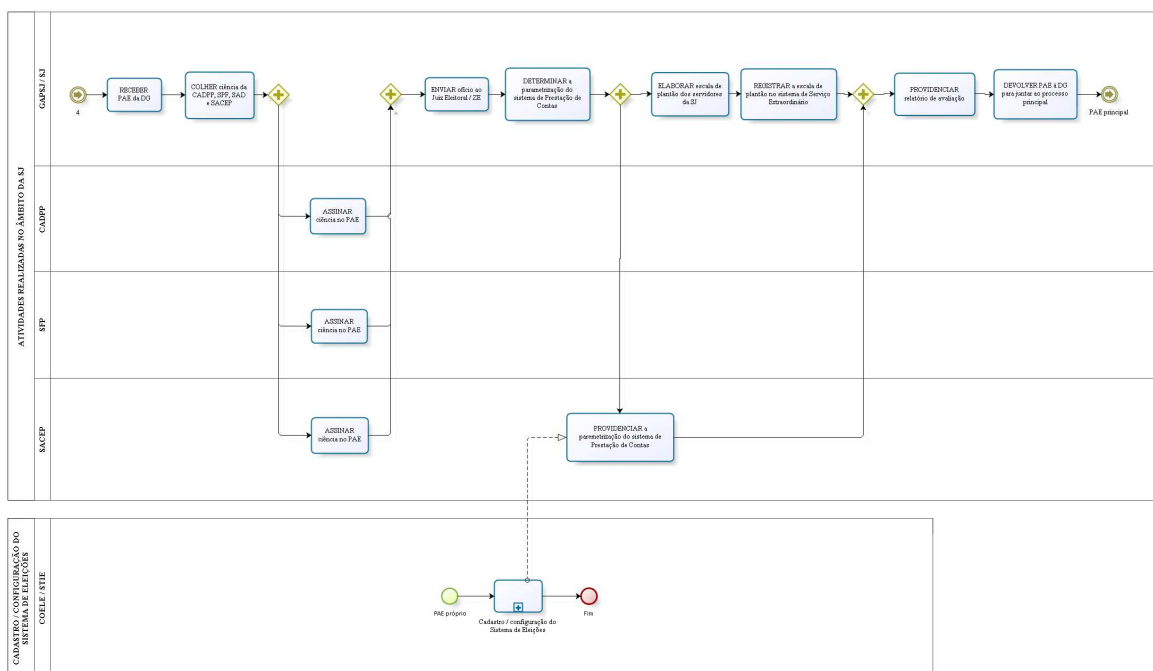 ATIVIDADES REALIZADAS NO ÂMBITO DA SJ
GAPSJ / SJ
4
RECEDER
PAE da DG
COLHER ciência da
CADPP, SPF, SAD
e SACEP
ENVIAR ofício ao
Juiz Eleitoral / ZE
DETERMINAR a
parametrização do
sistema de Prestação de
Contas
ELABORAR escala de
plantão dos servidores
da SJ
REGISTRAR a escala de
plantão no sistema de Serviço
Extraordinário
PROVIDENCIAR
relatório de avaliação
DEVOLVER PAE à DG
para juntar ao processo
principal
PAE principal
CADPP
ASSINAR
ciência no PAE
SFP
ASSINAR
ciência no PAE
SACEP
ASSINAR
ciência no PAE
PROVIDENCIAR a
paremetrização do sistema de
Prestação de Contas
CADASTRO / CONFIGURAÇÃO DO
SISTEMA DE ELEIÇÕES
COELE / STIE
PAE próprio
Cadastro / configuração do
Sistema de Eleições
Fim